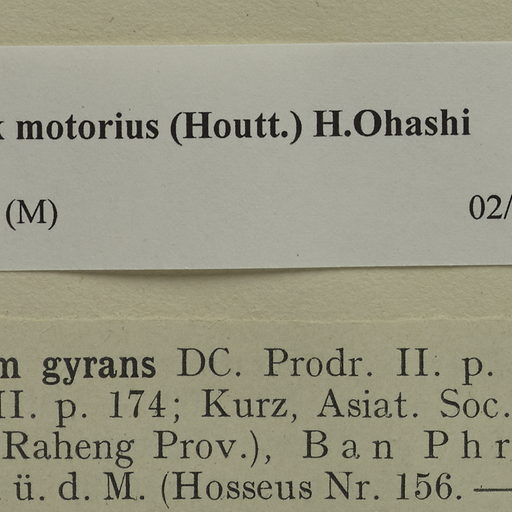 x motorius (Houtt.) H.Ohashi
(M) 02/
m gyrans DC. Prodr. II. p.
II. p. 174; Kurz, Asiat. Soc.
Raheng Prov.), Ban Phr
ü. d. M. (Hosseus Nr. 156. —